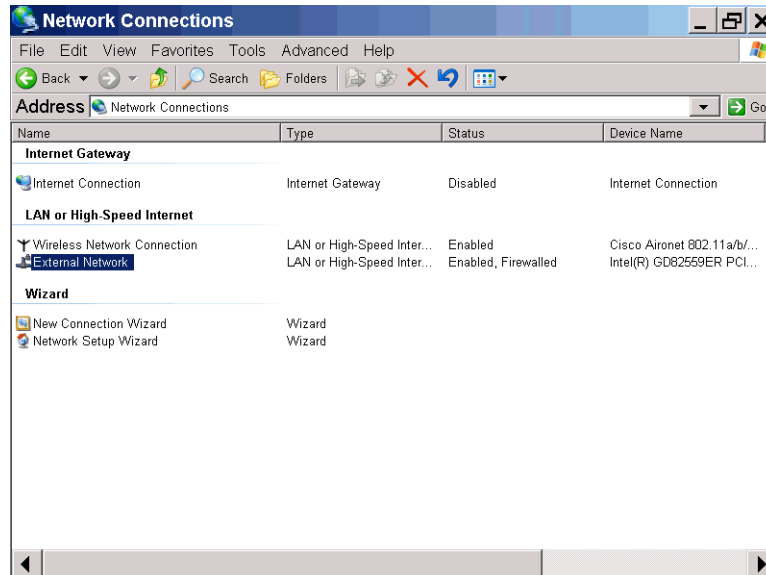 Network Connections
File Edit View Favorites Tools Advanced Help
Back Search Folders
Address Network Connections Go
Name Type Status Device Name
Internet Gateway
Internet Connection Internet Gateway Disabled Internet Connection
LAN or High-Speed Internet
Wireless Network Connection LAN or High-Speed Inter... Enabled Cisco Aironet 802.11a/b/...
External Network LAN or High-Speed Inter... Enabled, Firewalled Intel(R) GD82559ER PCI...
Wizard
New Connection Wizard Wizard
Network Setup Wizard Wizard